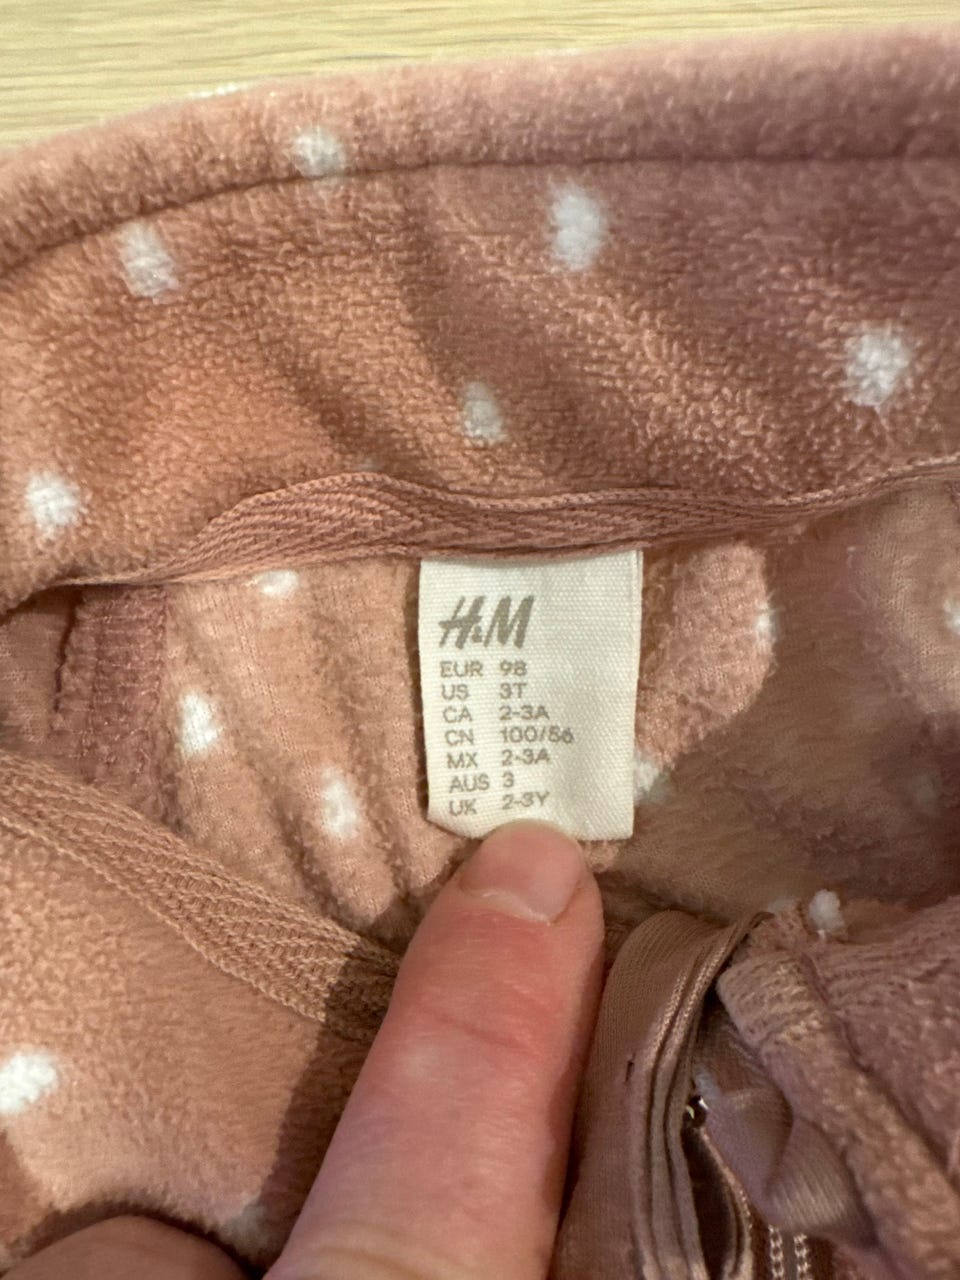 H&M
EUR 98
US 3T
CA 2-3A
CN 100/56
MX 2-3A
AUS 3
UK 2-3Y